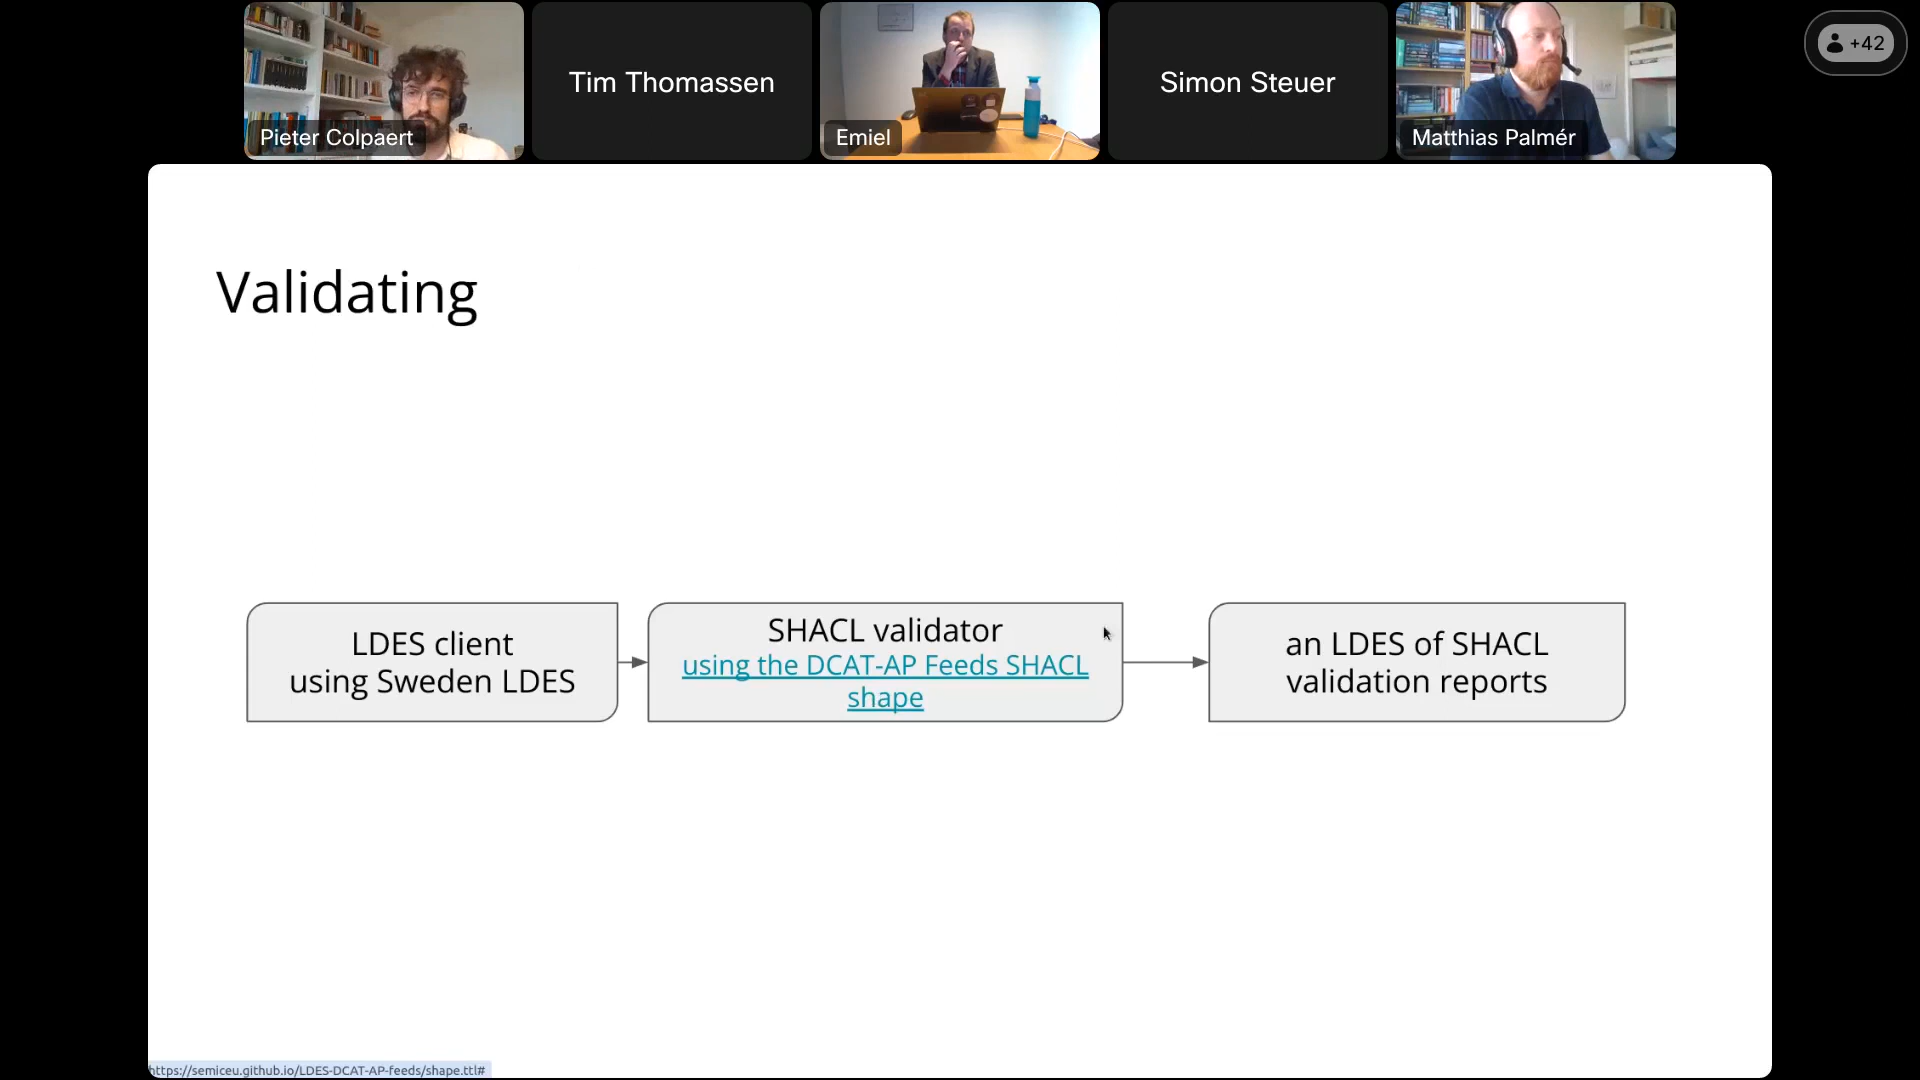 Pieter Colpaert
Tim Thomassen
Emiel
Simon Steuer
Matthias Palmér
+42
Validating
LDES client
using Sweden LDES
SHACL validator
using the DCAT-AP Feeds SHACL
shape
an LDES of SHACL
validation reports
https://semiceu.github.io/LDES-DCAT-AP-feeds/shape.ttl#